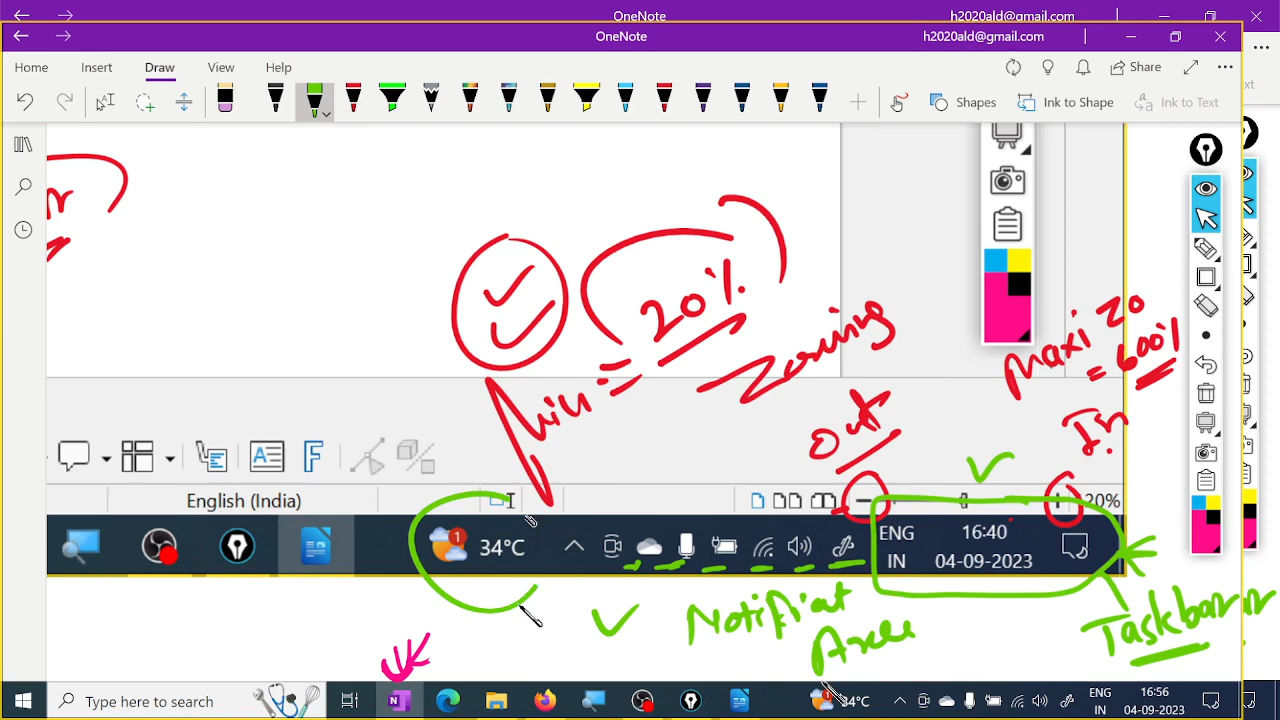 OneNote h2020ald@gmail.com
OneNote h2020ald@gmail.com
Home Insert Draw View Help Share
Shapes Ink to Shape Ink to Text
20%
Zooming
Min =
Maxi Zo
= 600%
Out
In
English (India) 20%
1 34°C ENG 16:40
IN 04-09-2023
Notifiat
Area
Taskbar
Type here to search N 34°C ENG 16:56
IN 04-09-2023